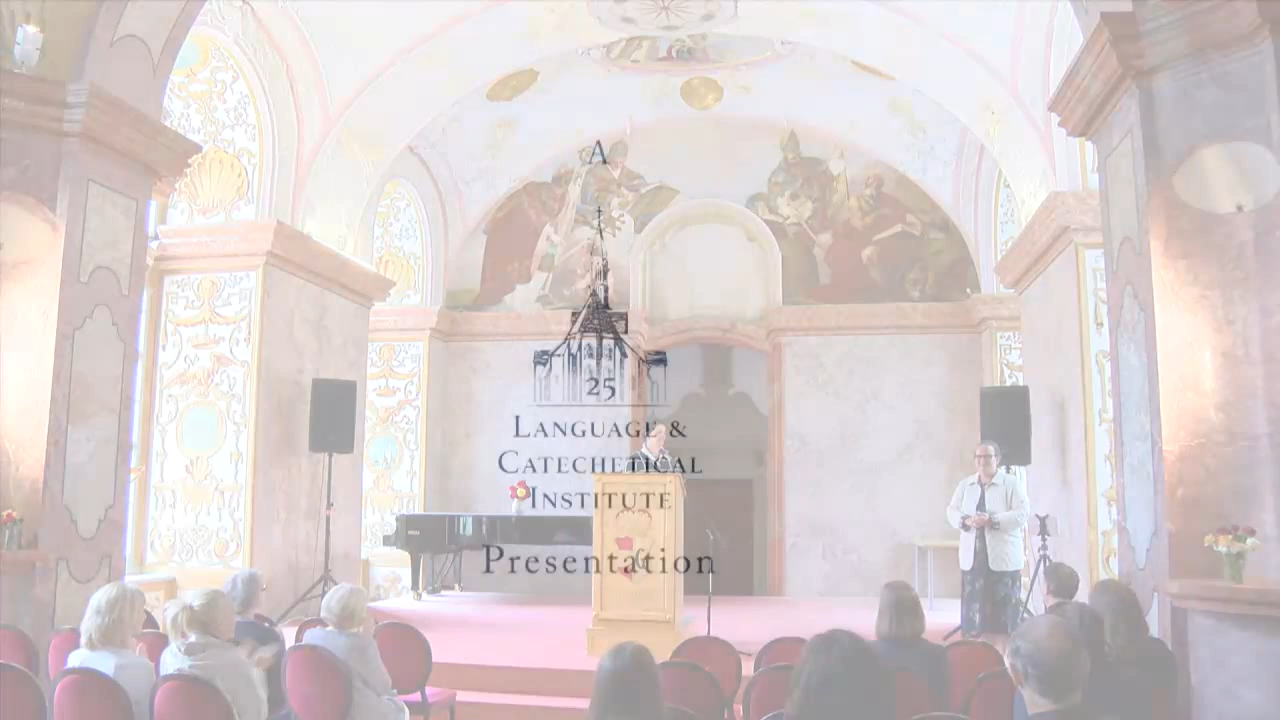 A
25
LANGUAGE &
CATECHETICAL
INSTITUTE
Presentation